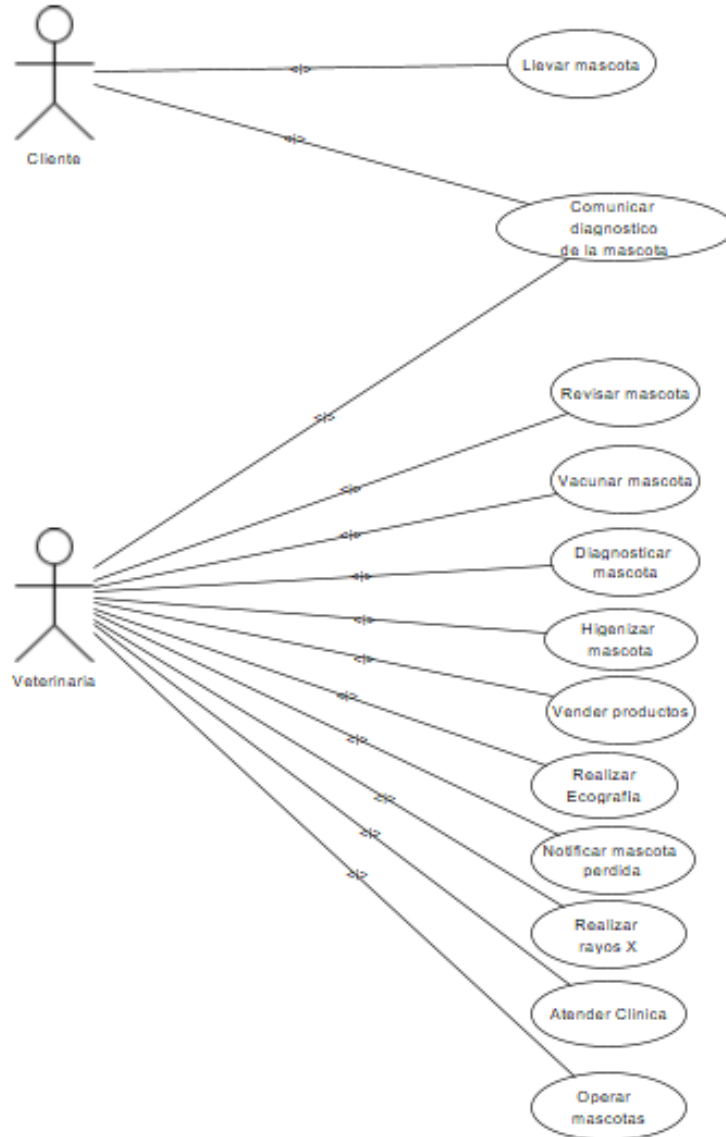 Llevar mascota
Cliente
Comunicar
diagnostico
de la mascota
Revisar mascota
Vacunar mascota
Diagnosticar
mascota
Higenizar
mascota
Veterinaria
Vender productos
Realizar
Ecografia
Notificar mascota
perdida
Realizar
rayos X
Atender Clinica
Operar
mascotas